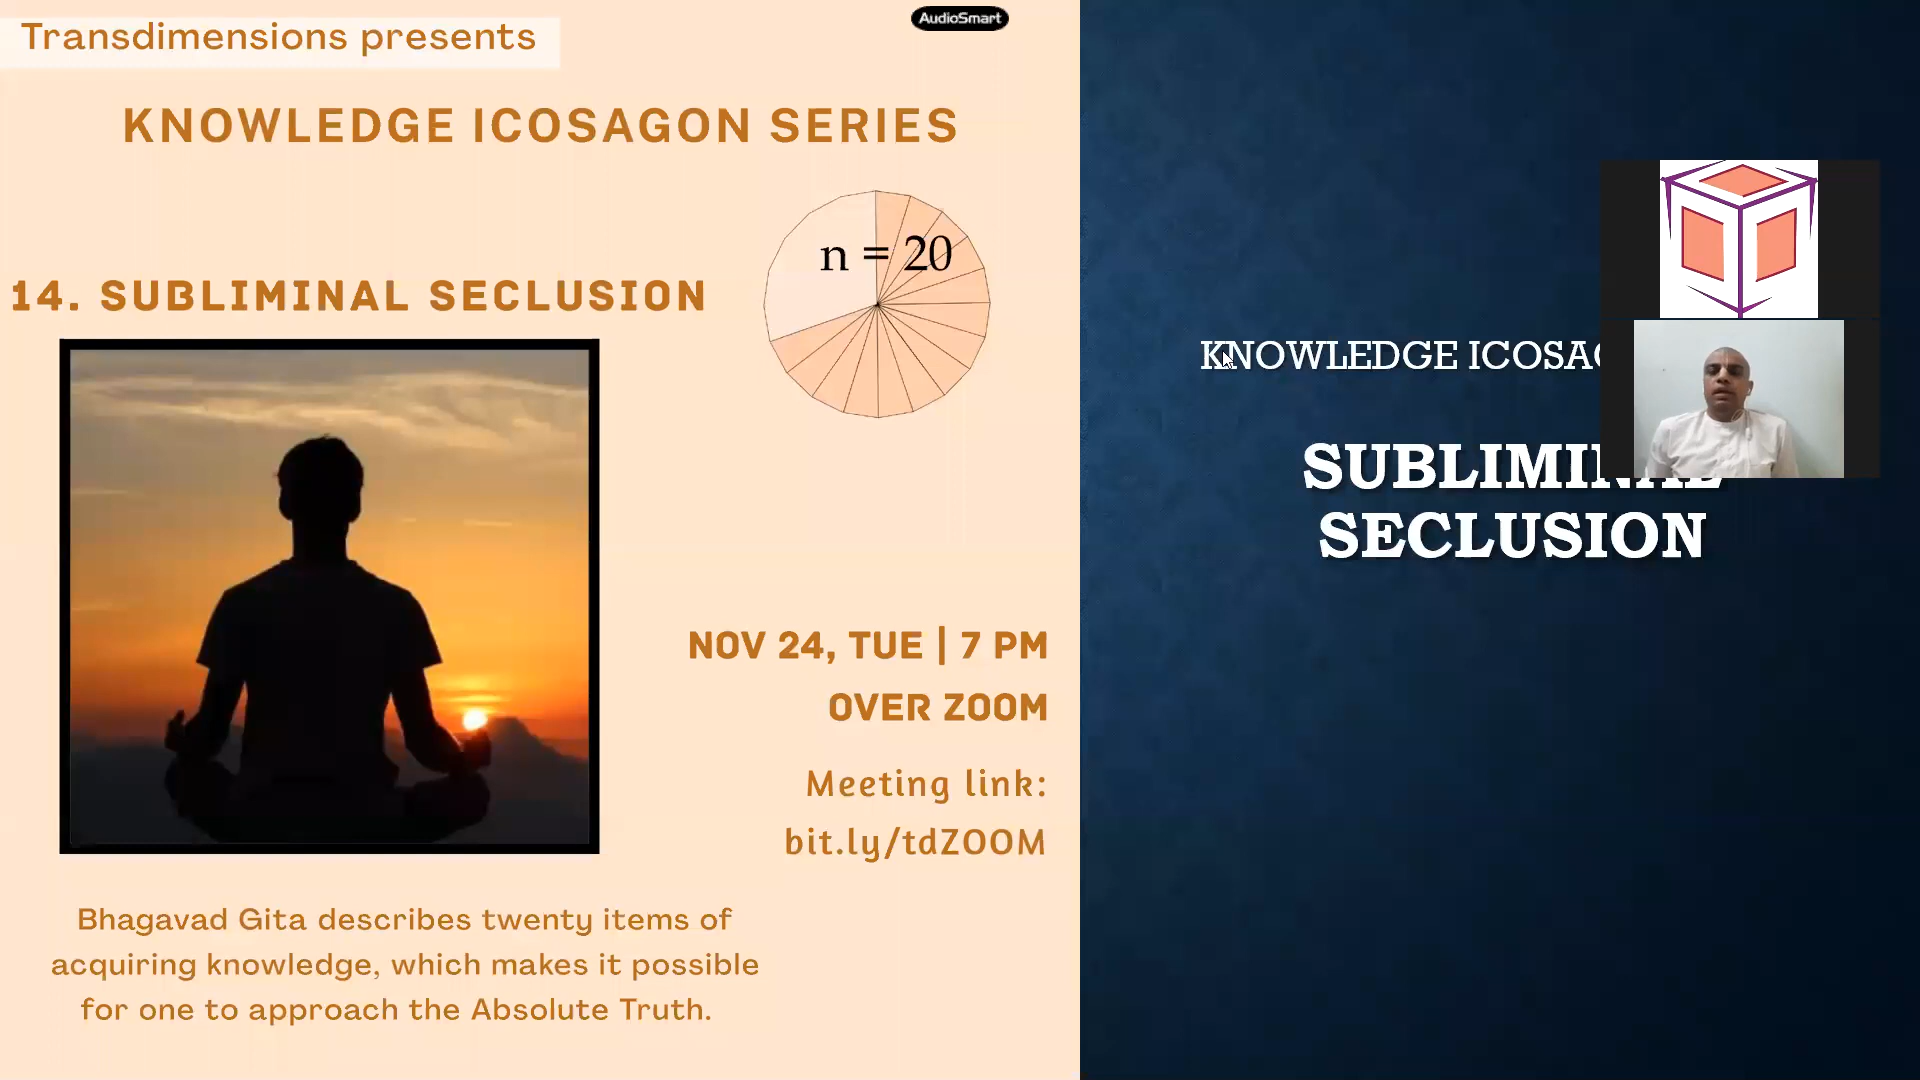 Transdimensions presents
AudioSmart
KNOWLEDGE ICOSAGON SERIES
n = 20
14. SUBLIMINAL SECLUSION
NOV 24, TUE | 7 PM
OVER ZOOM
Meeting link:
bit.ly/tdZOOM
Bhagavad Gita describes twenty items of
acquiring knowledge, which makes it possible
for one to approach the Absolute Truth.
KNOWLEDGE
SUBLIMINAL
SECLUSION